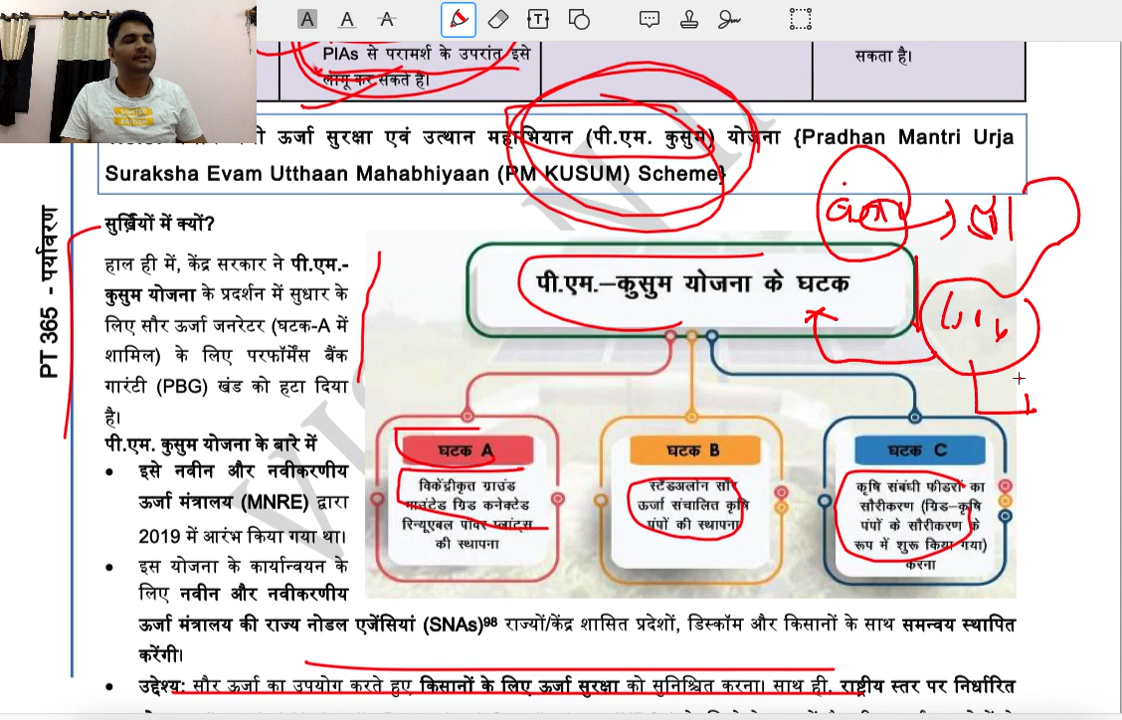 A A A
T
PIAs से परामर्श के उपरांत इसे
लागू कर सकते है।
सकता है।
ऊर्जा सुरक्षा एवं उत्थान महाभियान (पी.एम. कुसुम) योजना {Pradhan Mantri Urja
Suraksha Evam Utthaan Mahabhiyaan (PM KUSUM) Scheme}
PT 365 - पर्यावरण
सुर्ख़ियों में क्यों?
हाल ही में, केंद्र सरकार ने पी.एम.-
कुसुम योजना के प्रदर्शन में सुधार के
लिए सौर ऊर्जा जनरेटर (घटक-A में
शामिल) के लिए परफॉर्मेंस बैंक
गारंटी (PBG) खंड को हटा दिया
है।
पी.एम.–कुसुम योजना के घटक
घटक A
विकेंद्रीकृत ग्राउंड
माउंटेड ग्रिड कनेक्टेड
रिन्यूएबल पॉवर प्लांट्स
की स्थापना
घटक B
स्टैंडअलोन सौर
ऊर्जा संचालित कृषि
पंपों की स्थापना
घटक C
कृषि संबंधी फीडरों का
सौरीकरण (ग्रिड–कृषि
पंपों के सौरीकरण के
रूप में शुरू किया गया)
करना
पी.एम. कुसुम योजना के बारे में
• इसे नवीन और नवीकरणीय
ऊर्जा मंत्रालय (MNRE) द्वारा
2019 में आरंभ किया गया था।
• इस योजना के कार्यान्वयन के
लिए नवीन और नवीकरणीय
ऊर्जा मंत्रालय की राज्य नोडल एजेंसियां (SNAs)98 राज्यों/केंद्र शासित प्रदेशों, डिस्कॉम और किसानों के साथ समन्वय स्थापित
करेंगी।
• उद्देश्य: सौर ऊर्जा का उपयोग करते हुए किसानों के लिए ऊर्जा सुरक्षा को सुनिश्चित करना। साथ ही, राष्ट्रीय स्तर पर निर्धारित